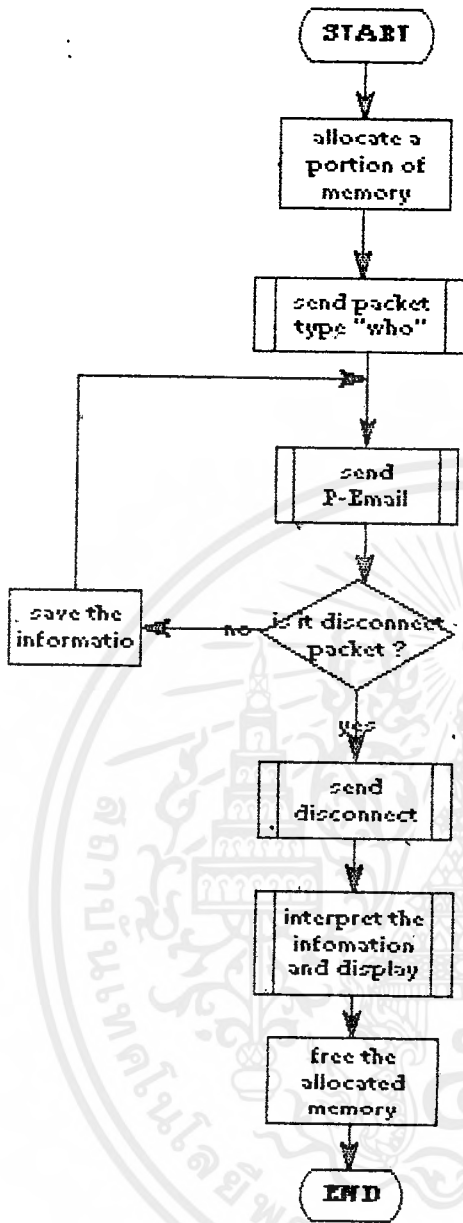 START
allocate a
portion of
memory
send packet
type "who"
send
P-Email
is it disconnect
packet ?
no
save the
informatio
yes
send
disconnect
interpret the
infomation
and display
free the
allocated
memory
END